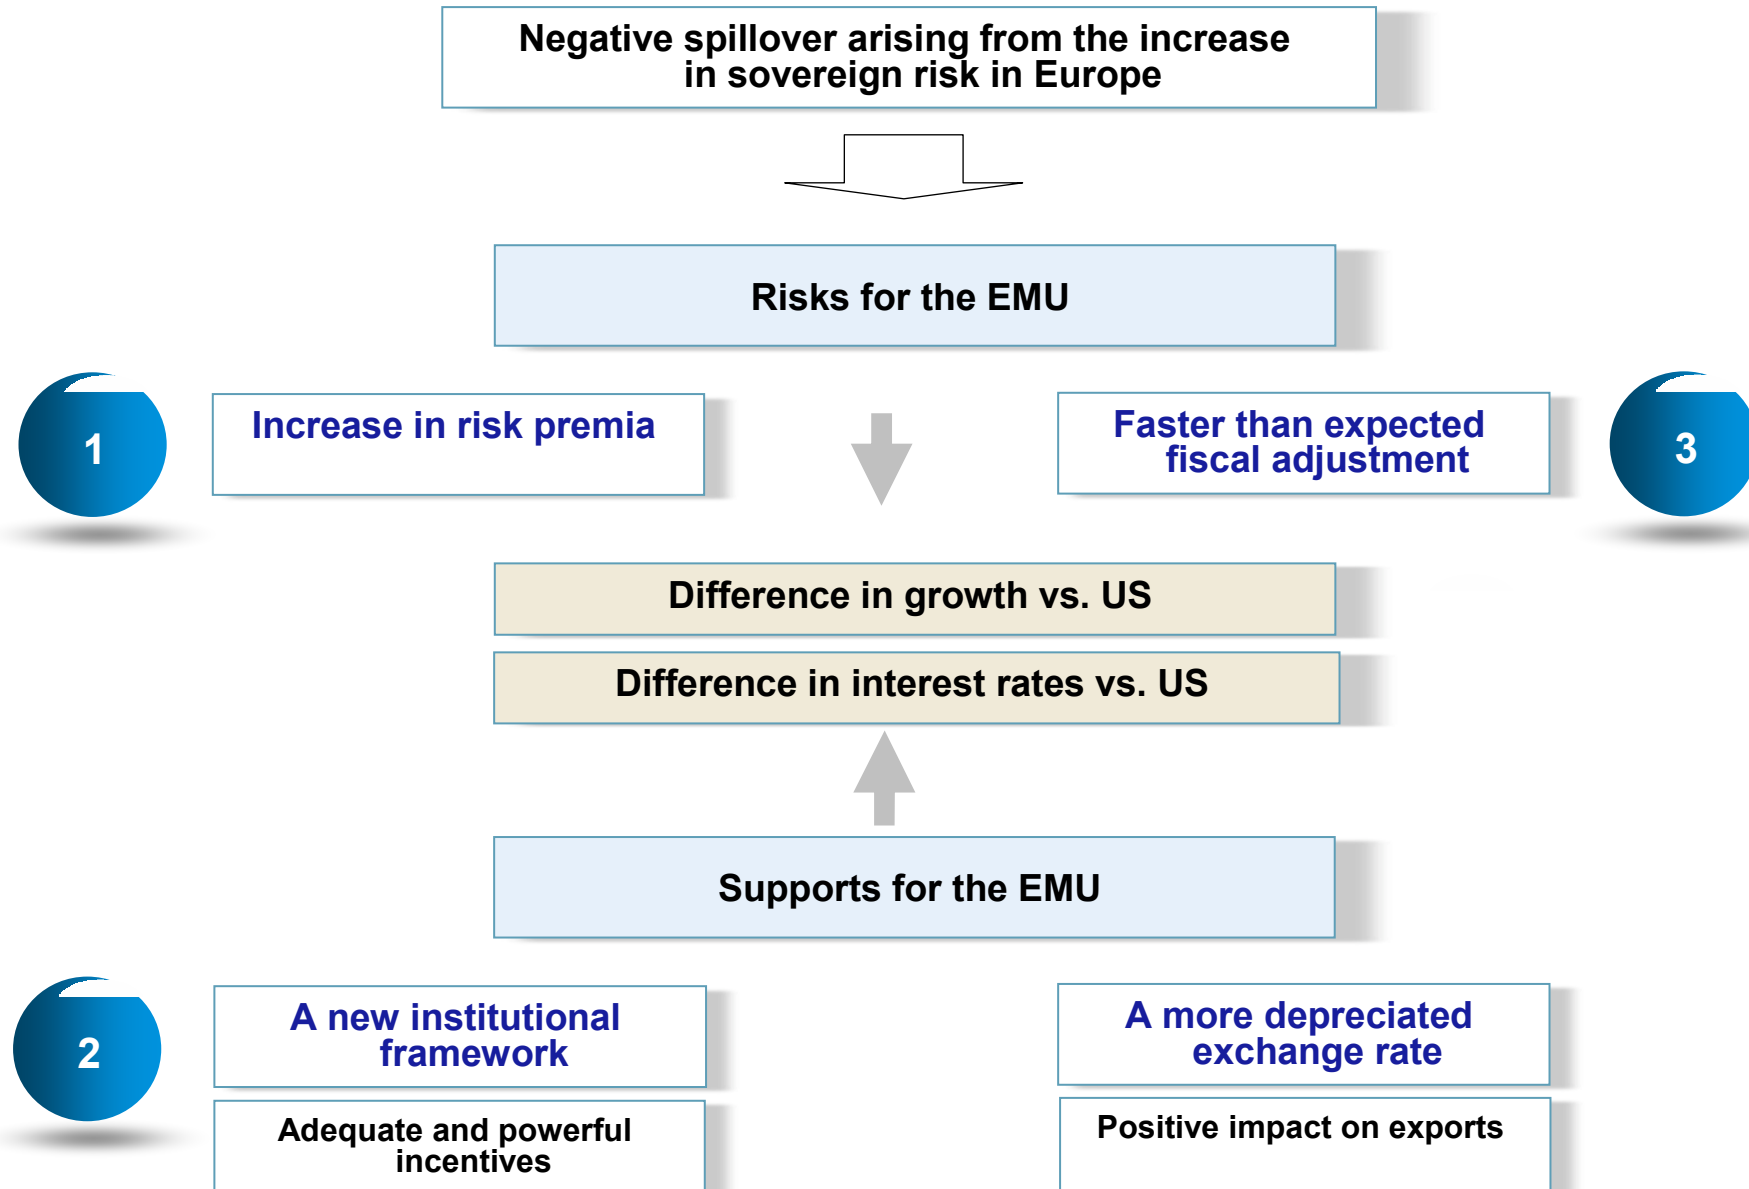 Negative spillover arising from the increase
in sovereign risk in Europe
Risks for the EMU
1
Increase in risk premia
Faster than expected
fiscal adjustment
3
Difference in growth vs. US
Difference in interest rates vs. US
Supports for the EMU
2
A new institutional
framework
A more depreciated
exchange rate
Adequate and powerful
incentives
Positive impact on exports